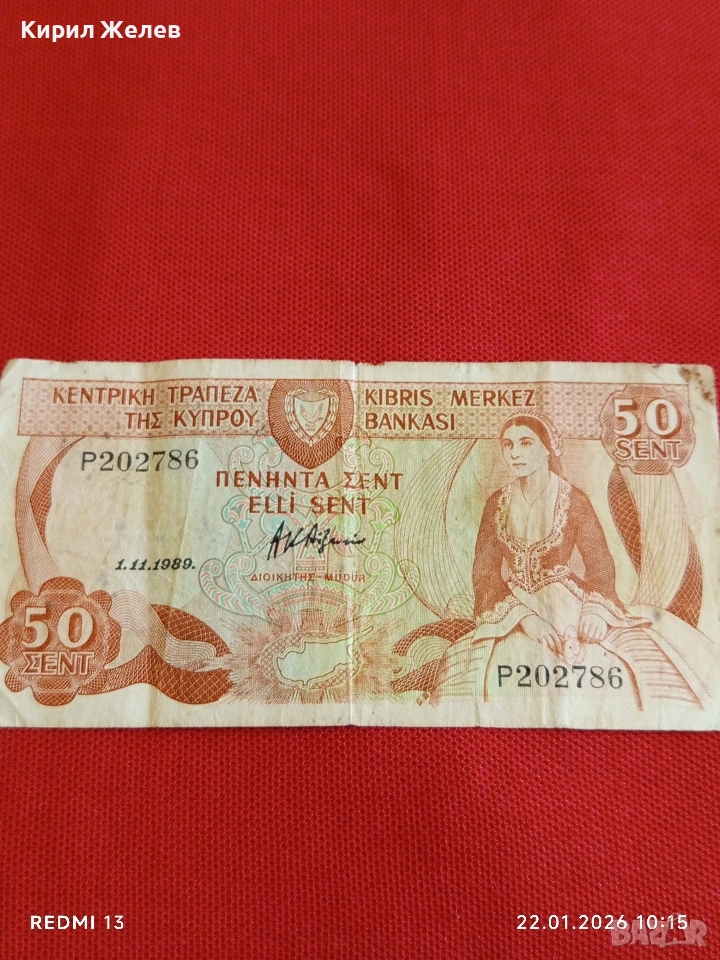 Кирил Желев
ΚΕΝΤΡΙΚΗ ΤΡΑΠΕΖΑ
ΤΗΣ ΚΥΠΡΟΥ
KIBRIS MERKEZ
BANKASI
50
SENT
P202786
ΠΕΝΗΝΤΑ ΣΕΝΤ
ELLİ SENT
1.11.1989.
ΔΙΟΙΚΗΤΗΣ - MÜDÜR
50
ΣΕΝΤ
P202786
REDMI 13
22.01.2026 10:15
BAZAR